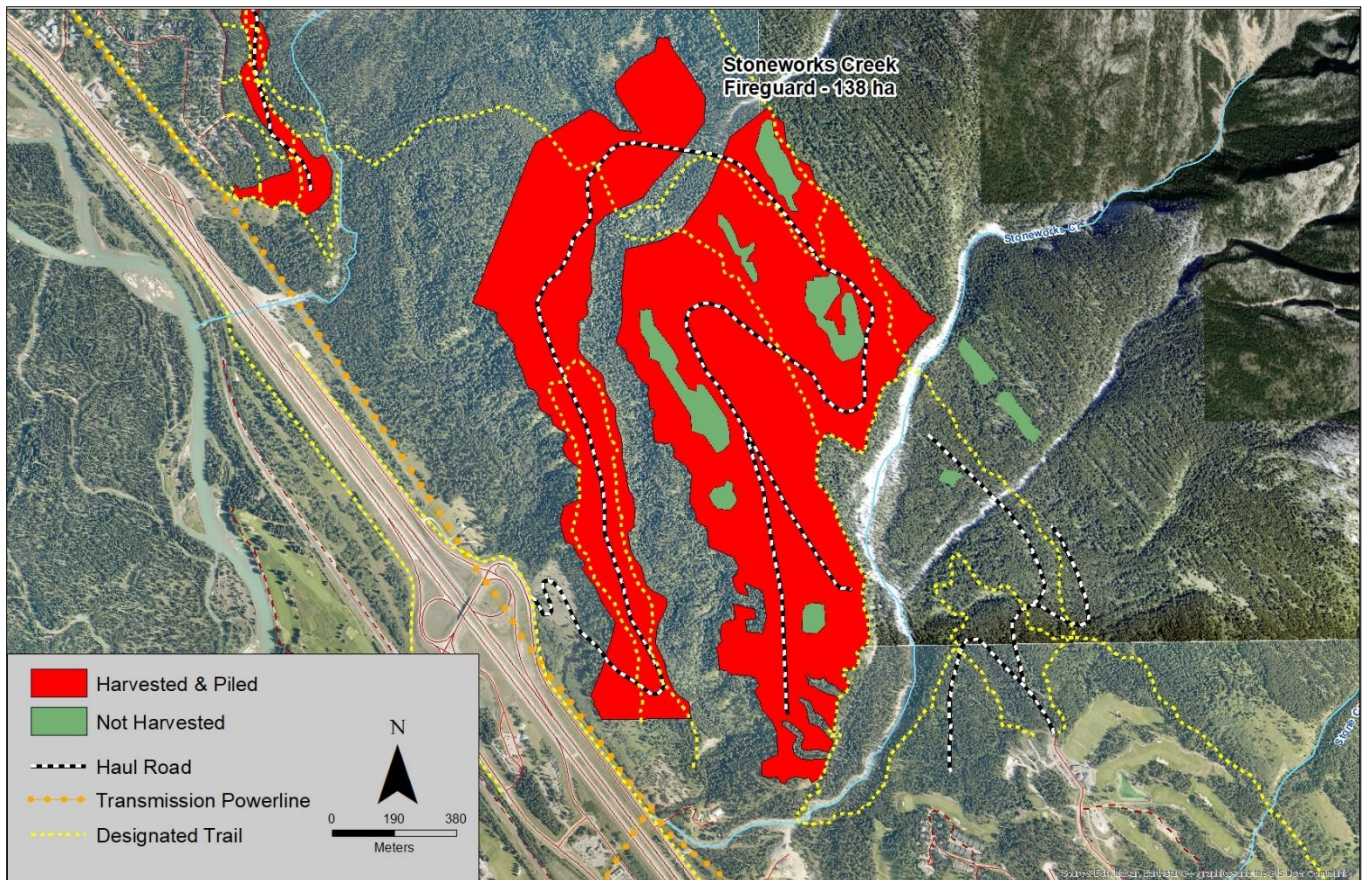 Stoneworks Creek
Fireguard - 138 ha
Stoneworks Cr
Stone C
Harvested & Piled
Not Harvested
Haul Road
Transmission Powerline
Designated Trail
N
0 190 380
Meters